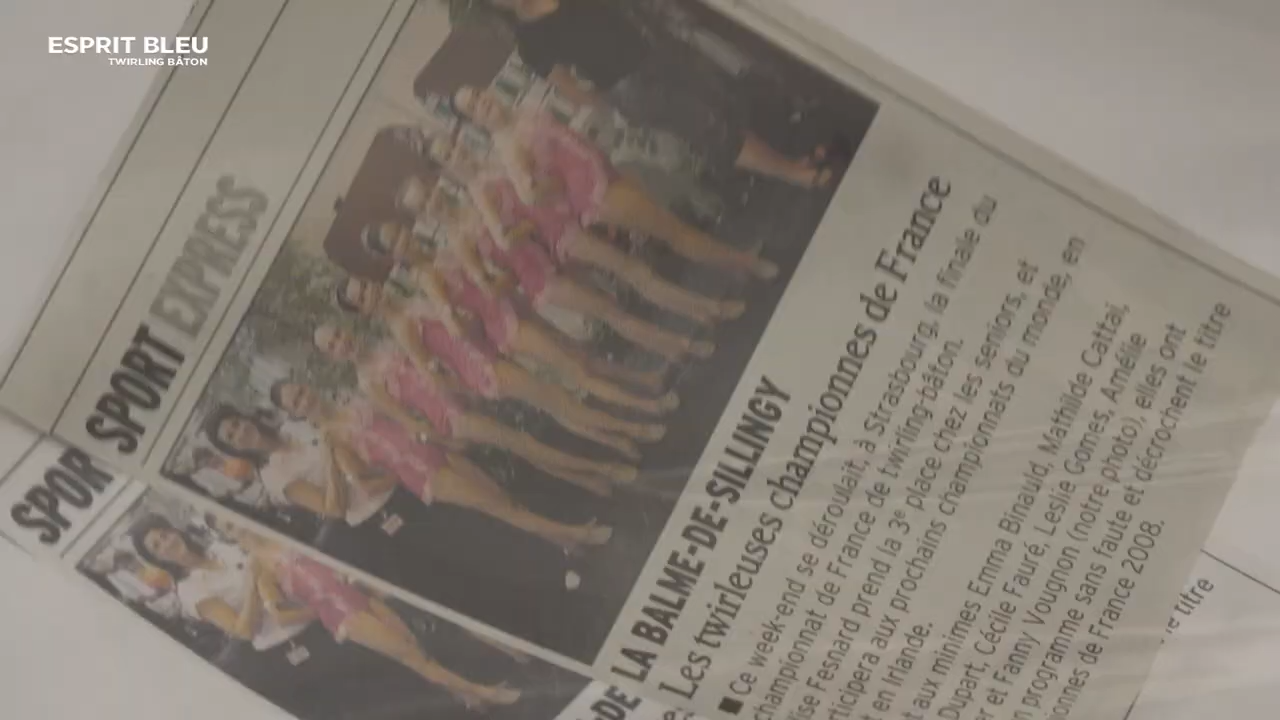 ESPRIT BLEU
TWIRLING BÂTON
SPORT EXPRESS
SPOR
LA BALME-DE-SILLINGY
Les twirleuses championnes de France
■ Ce week-end se déroulait, à Strasbourg, la finale du
championnat de France de twirling-bâton.
Fesnard prend la 3e place chez les seniors, et
participera aux prochains championnats du monde, en
en Irlande.
aux minimes Emma Binauld, Mathilde Cattai,
Dupart, Cécile Fauré, Leslie Gomes, Amélie
et Fanny Vougnon (notre photo), elles ont
programme sans faute et décrochent le titre
onnes de France 2008.
DE
Le
titre